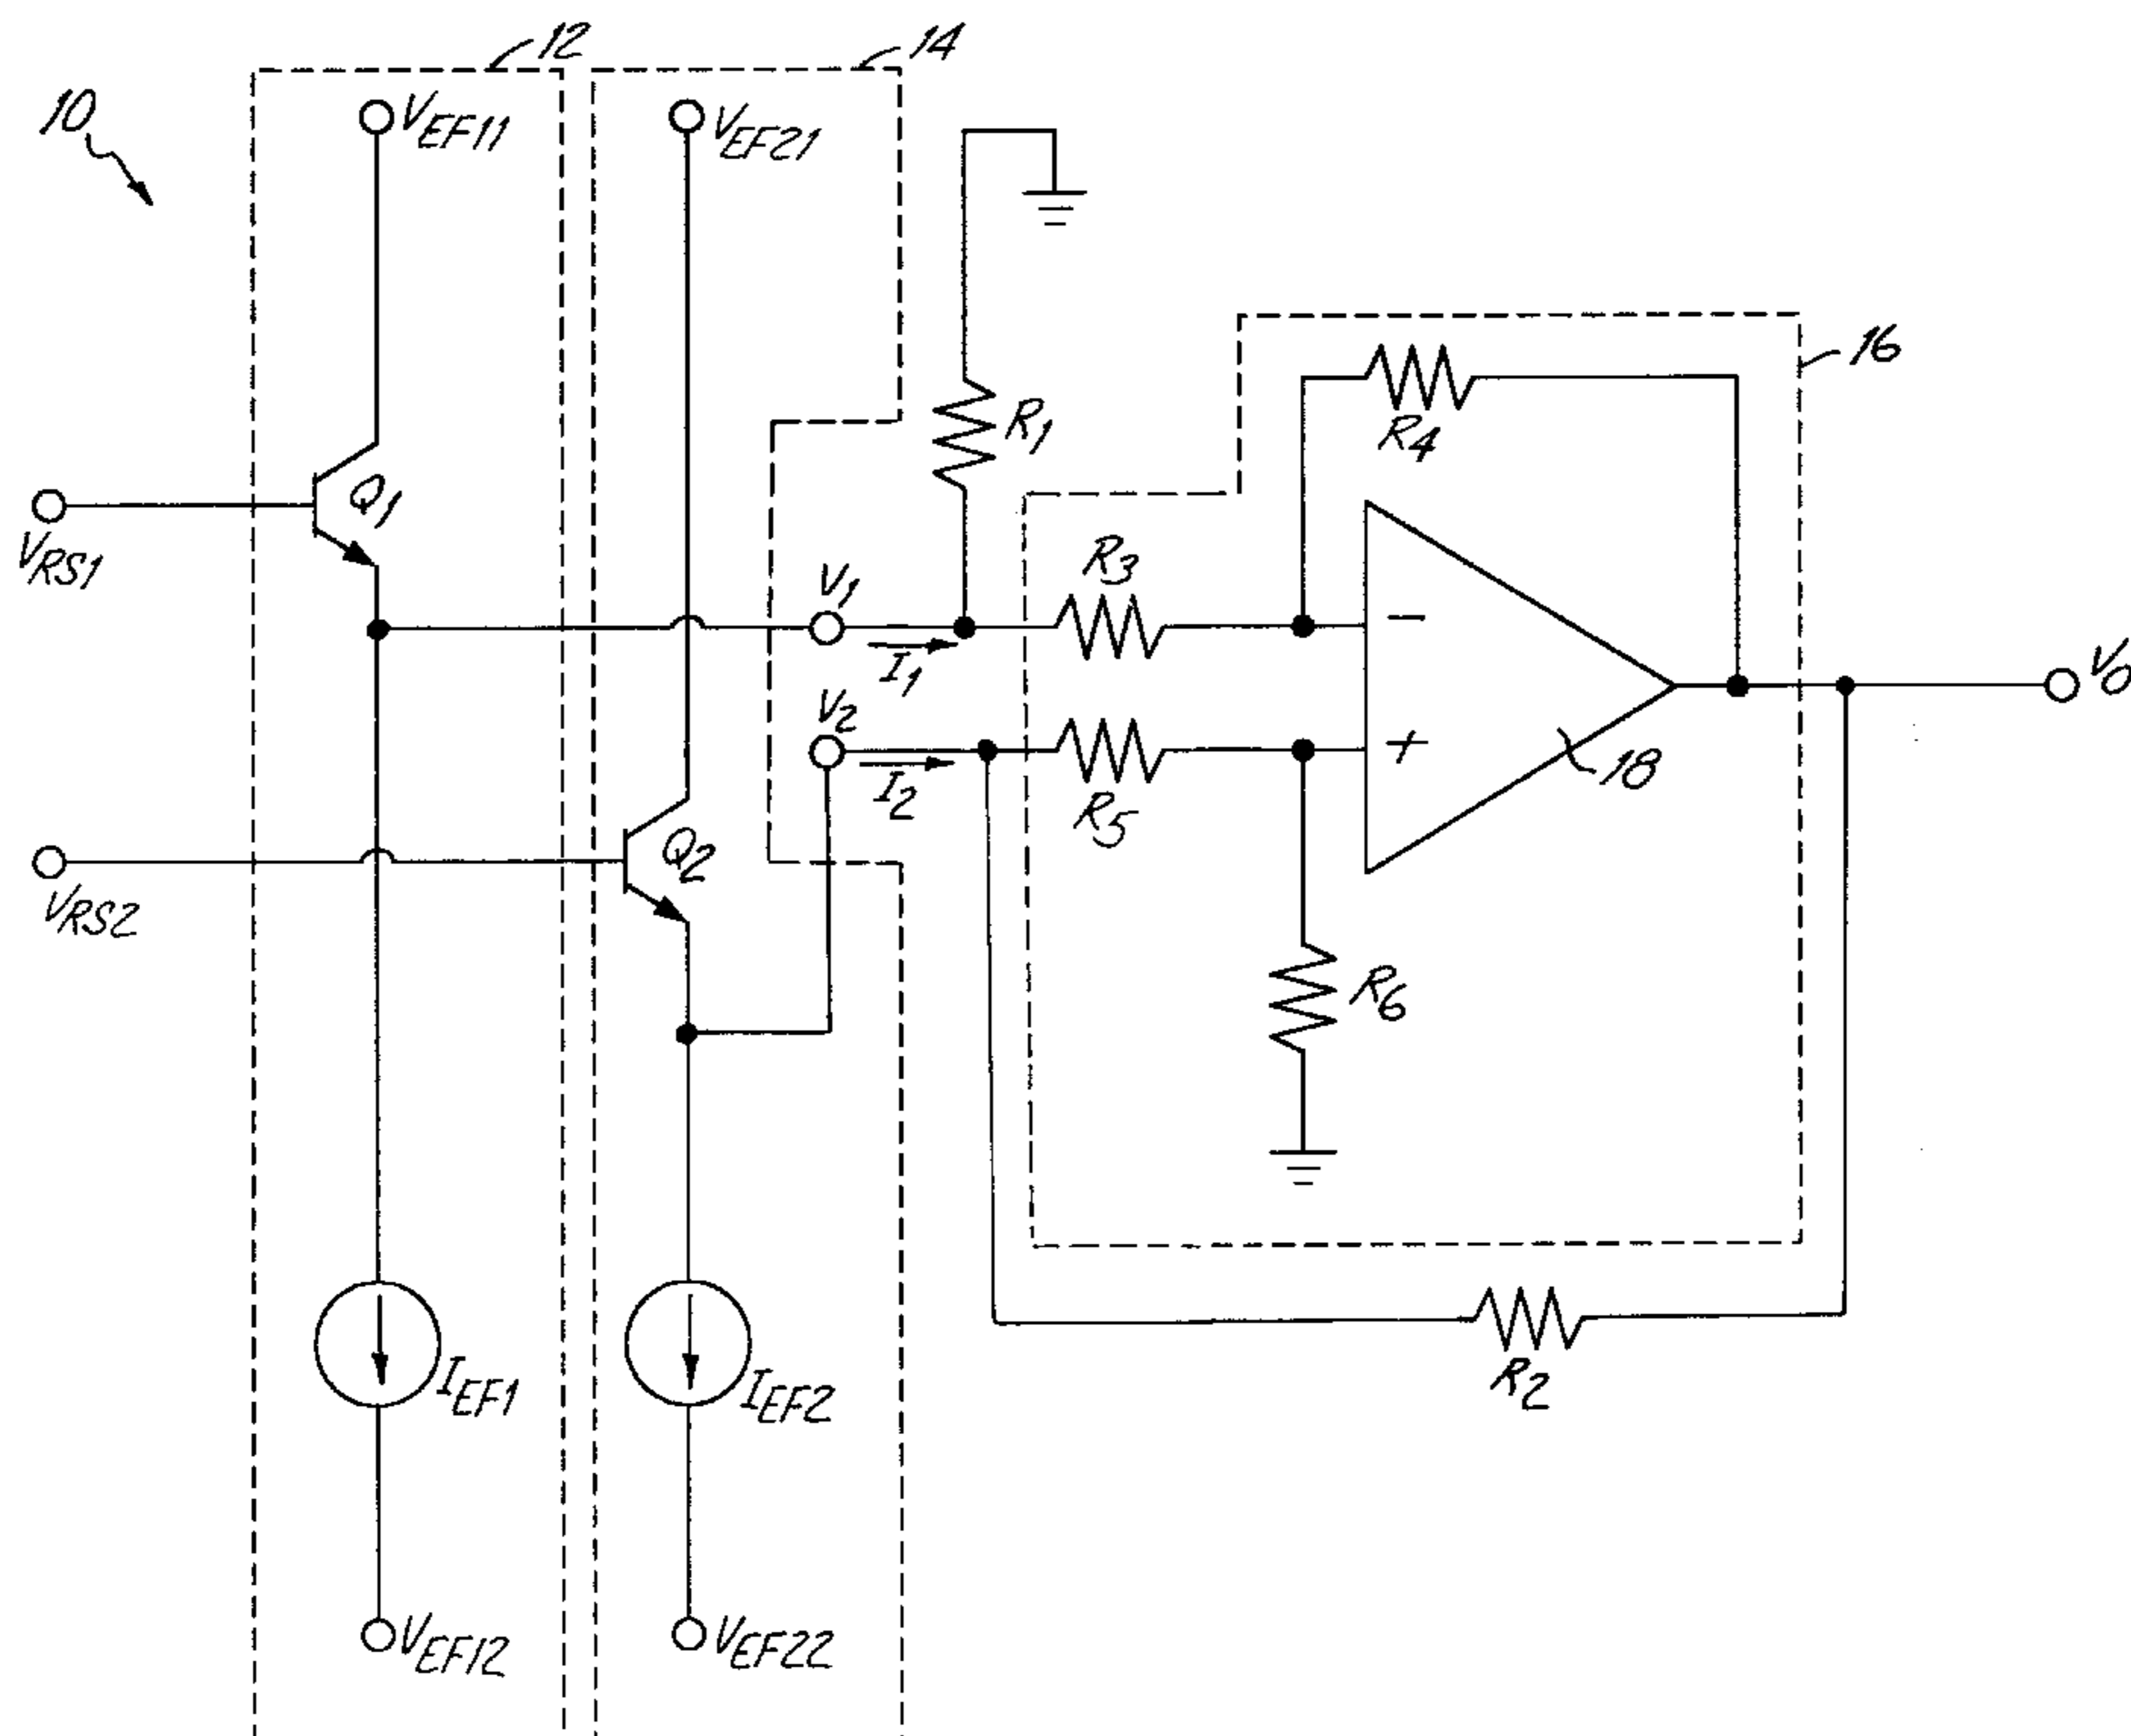 12
14
10
VEF11
VEF21
16
R4
R1
Q1
VRS1
R3
V1
I1
−
VO
V2
I2
R5
+
18
Q2
VRS2
R6
R2
IEF1
IEF2
VEF12
VEF22